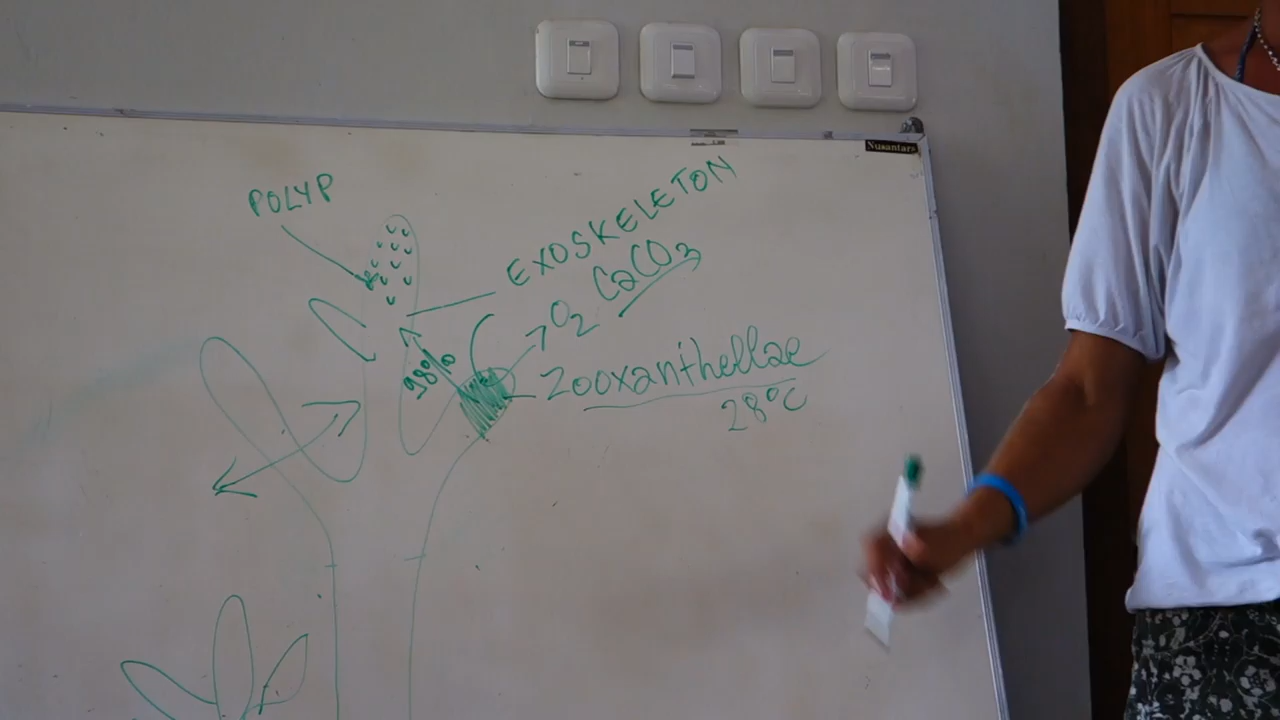 Nusantara
POLYP
EXOSKELETON
CaCO3
O2
98%
Zooxanthellae
28°C